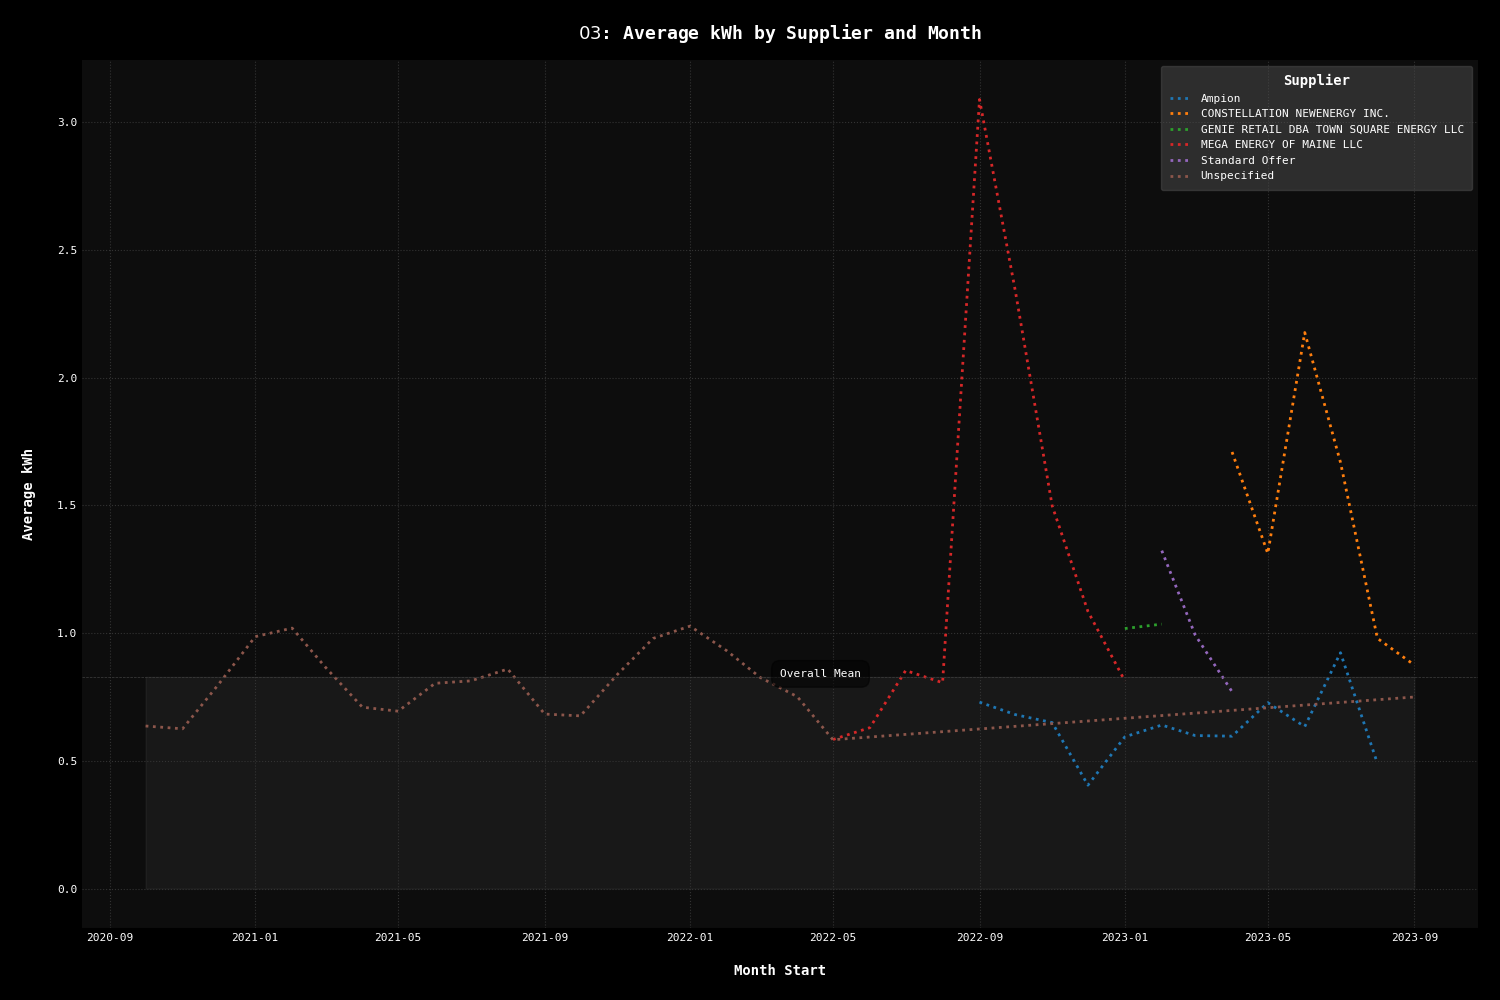 O3: Average kWh by Supplier and Month
Supplier
Ampion
CONSTELLATION NEWENERGY INC.
GENIE RETAIL DBA TOWN SQUARE ENERGY LLC
MEGA ENERGY OF MAINE LLC
Standard Offer
Unspecified
Average kWh
3.0
2.5
2.0
1.5
1.0
0.5
0.0
Overall Mean
2020-09 2021-01 2021-05 2021-09 2022-01 2022-05 2022-09 2023-01 2023-05 2023-09
Month Start